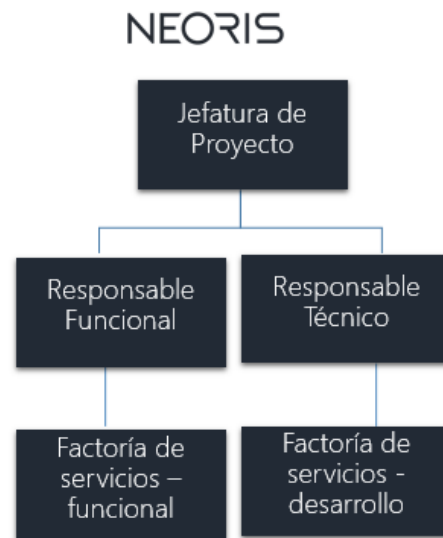 NEORIS
Jefatura de
Proyecto
Responsable
Funcional
Responsable
Técnico
Factoría de
servicios –
funcional
Factoría de
servicios -
desarrollo